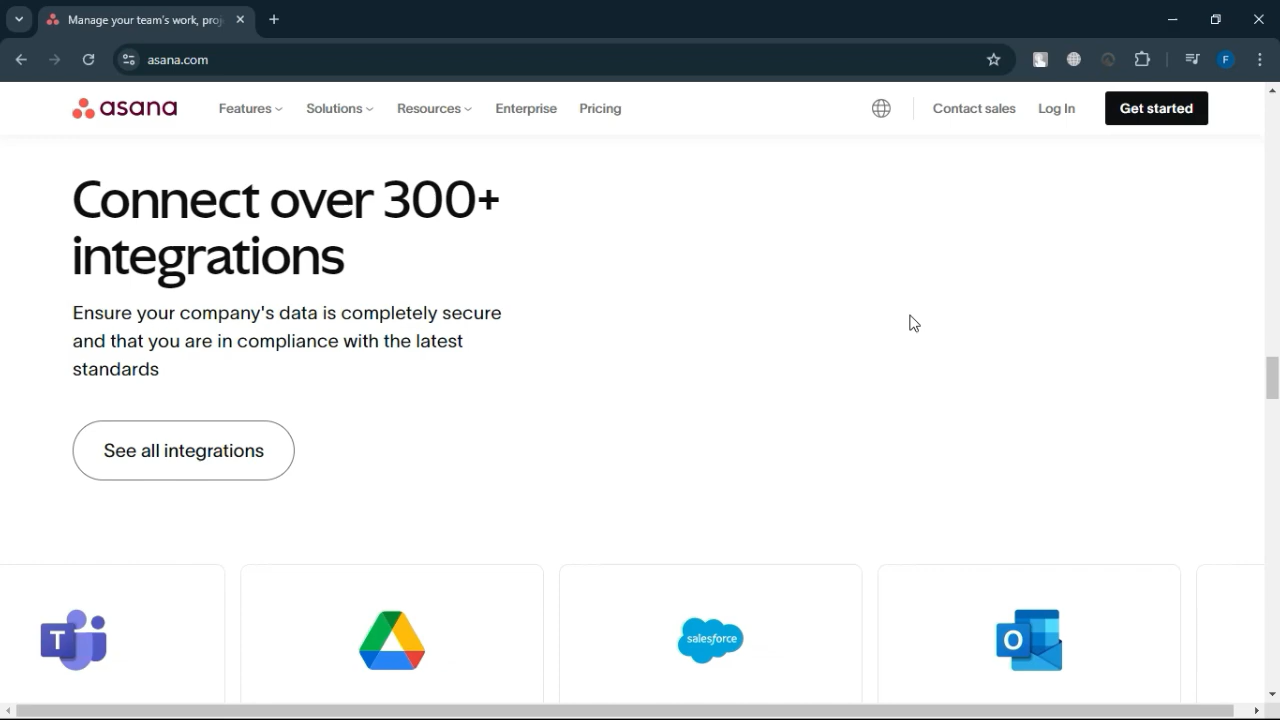 Manage your team's work, proj
asana.com
F
asana
Features
Solutions
Resources
Enterprise
Pricing
Contact sales
Log In
Get started
Connect over 300+
integrations
Ensure your company's data is completely secure
and that you are in compliance with the latest
standards
See all integrations
T
salesforce
O